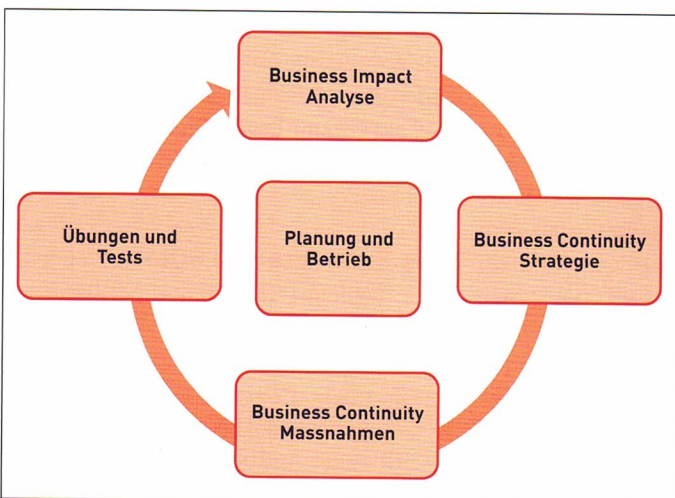 Business Impact
Analyse
Übungen und
Tests
Planung und
Betrieb
Business Continuity
Strategie
Business Continuity
Massnahmen